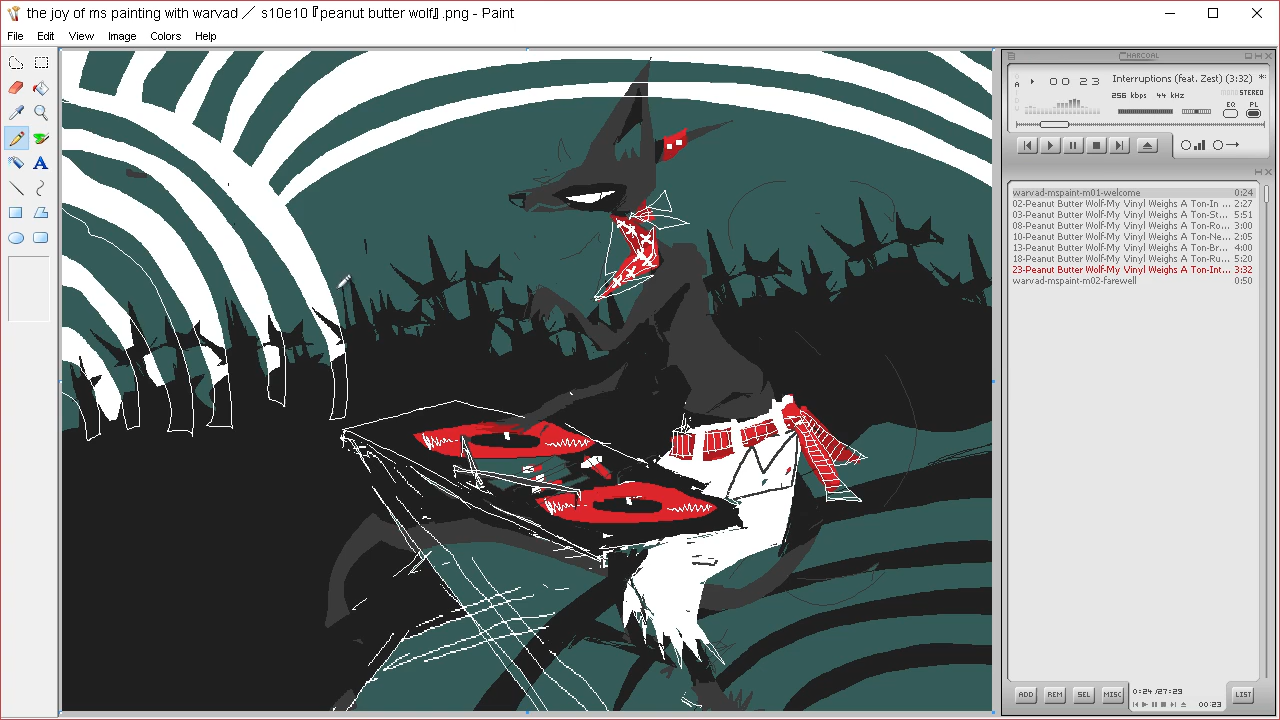 the joy of ms painting with warvad ／ s10e10『peanut butter wolf』.png - Paint
File Edit View Image Colors Help
CHARCOAL
00 23 Interruptions (feat. Zest) (3:32) *
256 kbps 44 kHz MONO STEREO
EQ PL
warvad-mspaint-m01-welcome 0:24
02-Peanut Butter Wolf-My Vinyl Weighs A Ton-In ... 2:27
03-Peanut Butter Wolf-My Vinyl Weighs A Ton-St... 5:51
08-Peanut Butter Wolf-My Vinyl Weighs A Ton-Ro... 3:00
10-Peanut Butter Wolf-My Vinyl Weighs A Ton-Ne... 2:05
13-Peanut Butter Wolf-My Vinyl Weighs A Ton-Br... 4:00
18-Peanut Butter Wolf-My Vinyl Weighs A Ton-Ru... 5:20
23-Peanut Butter Wolf-My Vinyl Weighs A Ton-Int... 3:32
warvad-mspaint-m02-farewell 0:50
ADD REM SEL MISC 0:24/27:29 LIST
00:23